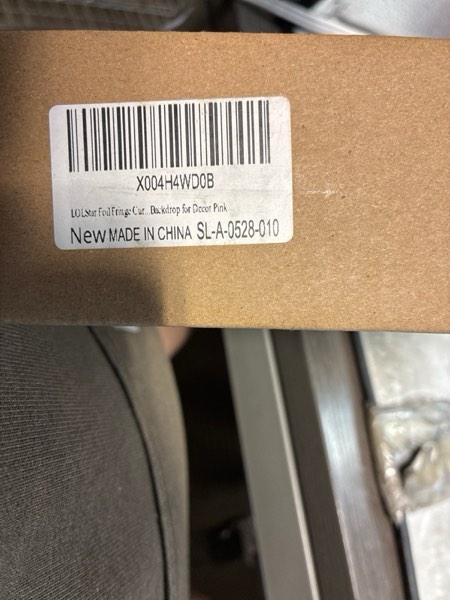 X004H4WD0B
LOLStar Foil Fringe Cur...Backdrop for Decor Pink
New MADE IN CHINA SL-A-0528-010